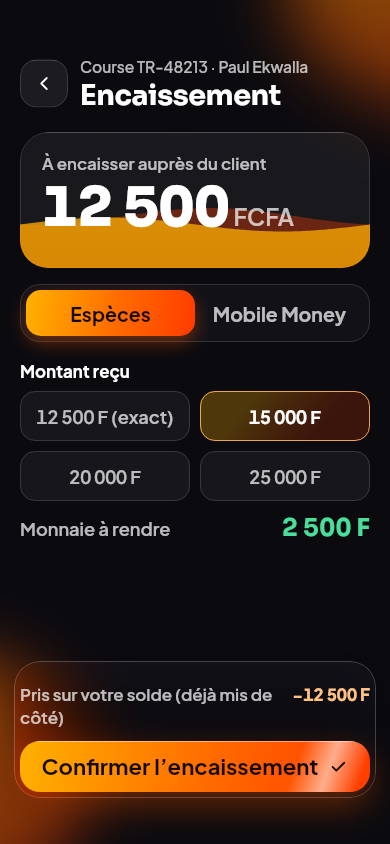 Course TR-48213 · Paul Ekwalla
Encaissement
À encaisser auprès du client
12 500 FCFA
Espèces
Mobile Money
Montant reçu
12 500 F (exact)
15 000 F
20 000 F
25 000 F
Monnaie à rendre
2 500 F
Pris sur votre solde (déjà mis de côté)
−12 500 F
Confirmer l’encaissement